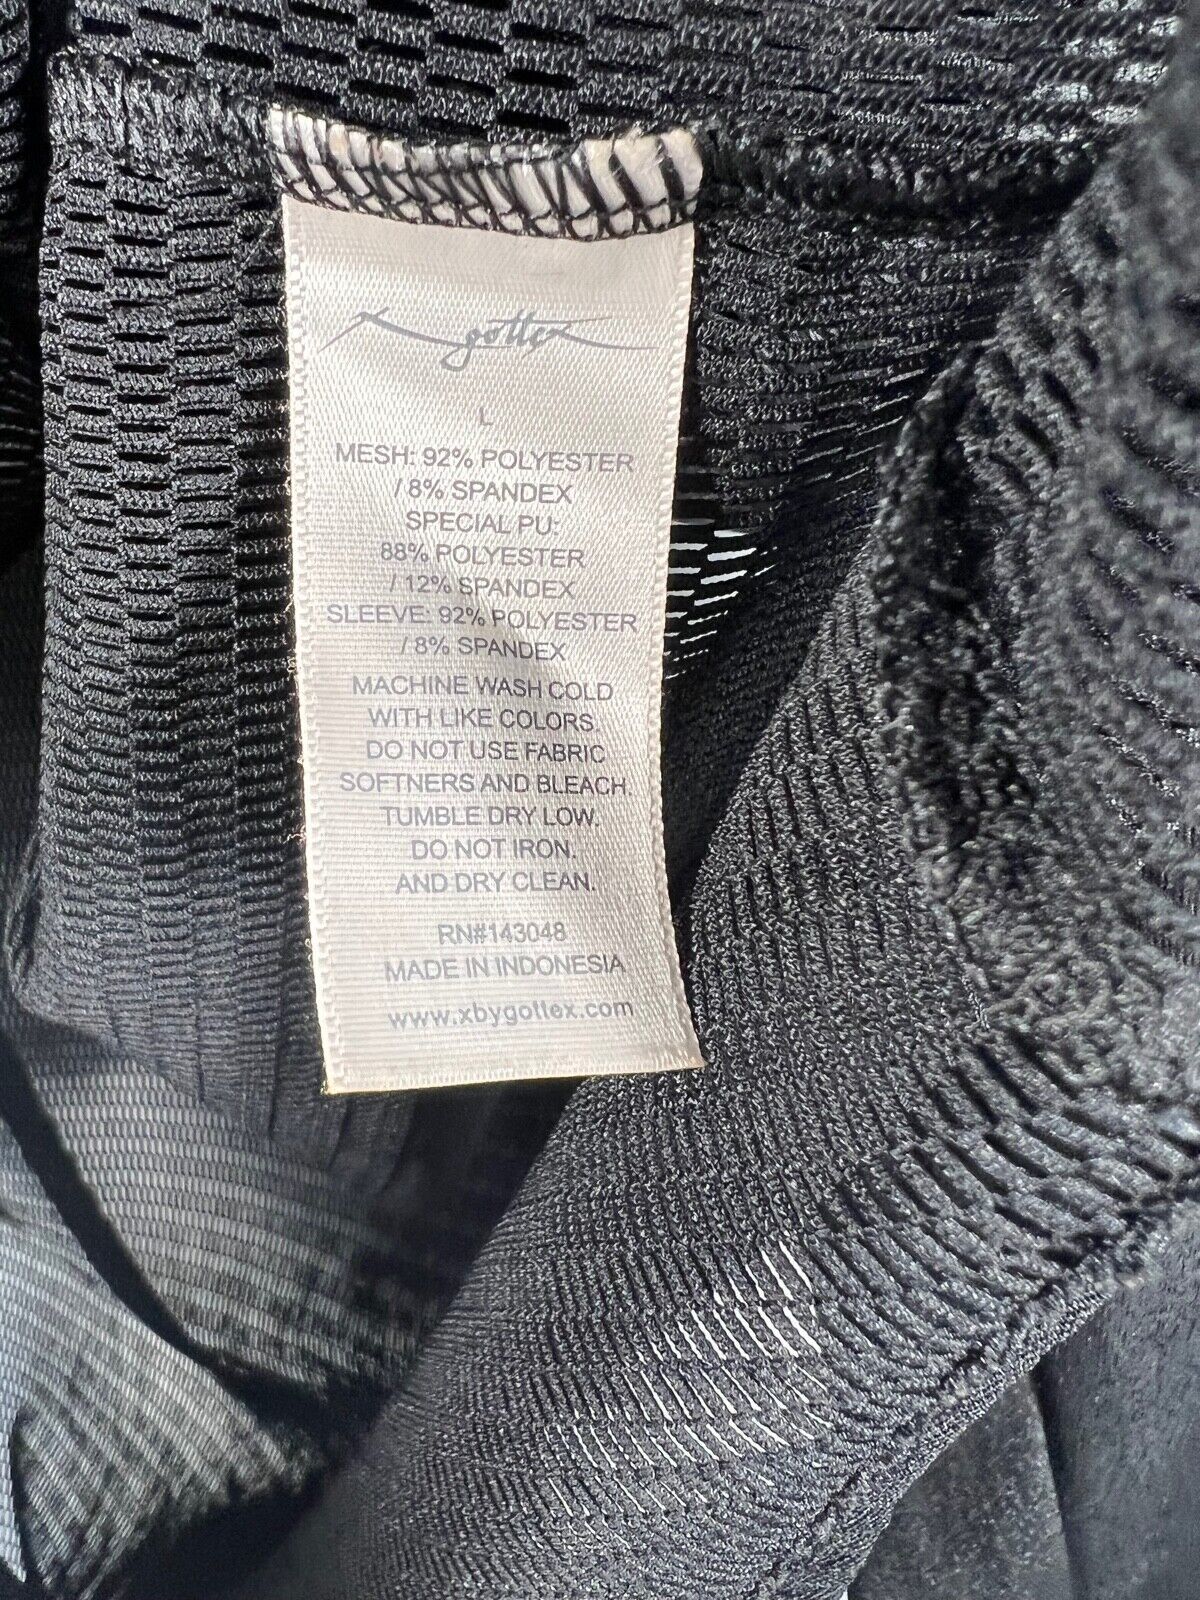 x gottex
L
MESH: 92% POLYESTER
/ 8% SPANDEX
SPECIAL PU:
88% POLYESTER
/ 12% SPANDEX
SLEEVE: 92% POLYESTER
/ 8% SPANDEX
MACHINE WASH COLD
WITH LIKE COLORS.
DO NOT USE FABRIC
SOFTNERS AND BLEACH.
TUMBLE DRY LOW.
DO NOT IRON.
AND DRY CLEAN.
RN#143048
MADE IN INDONESIA
www.xbygottex.com